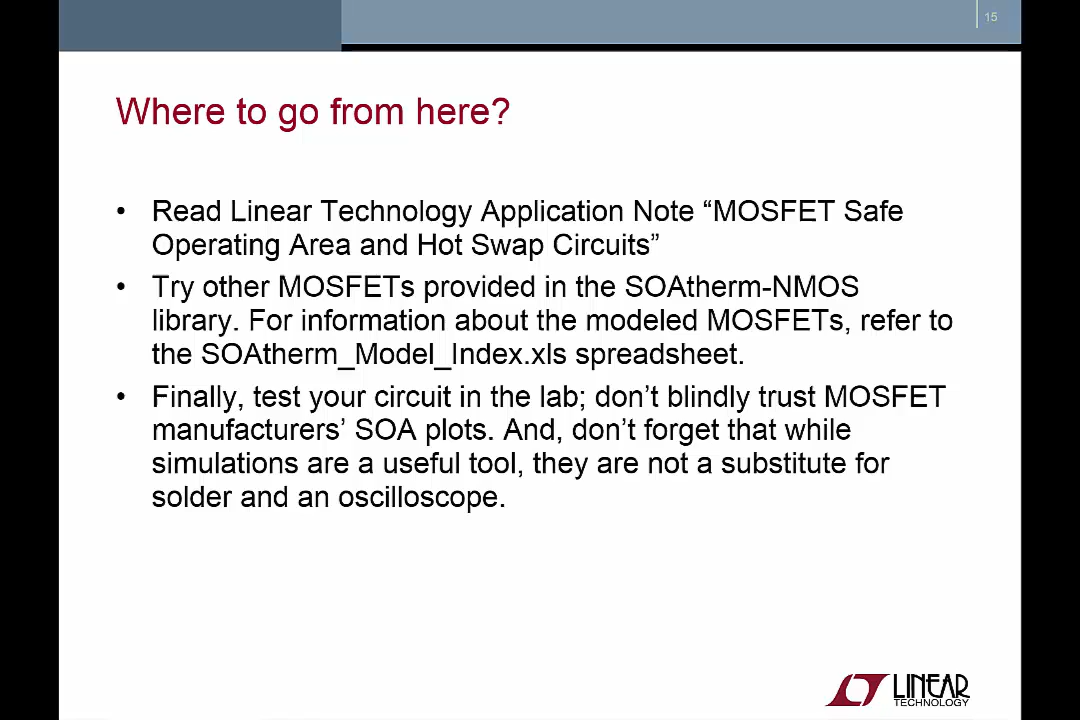 15
Where to go from here?
• Read Linear Technology Application Note “MOSFET Safe
Operating Area and Hot Swap Circuits”
• Try other MOSFETs provided in the SOAtherm-NMOS
library. For information about the modeled MOSFETs, refer to
the SOAtherm_Model_Index.xls spreadsheet.
• Finally, test your circuit in the lab; don’t blindly trust MOSFET
manufacturers’ SOA plots. And, don’t forget that while
simulations are a useful tool, they are not a substitute for
solder and an oscilloscope.
LINEAR
TECHNOLOGY